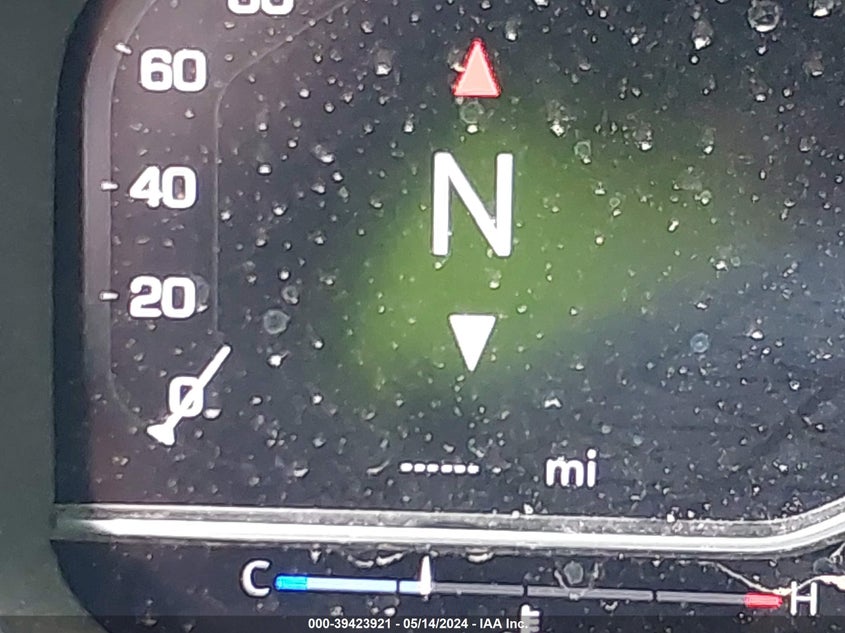 60
N
40
20
0
------ mi
C H
000-39423921 - 05/14/2024 - IAA Inc.